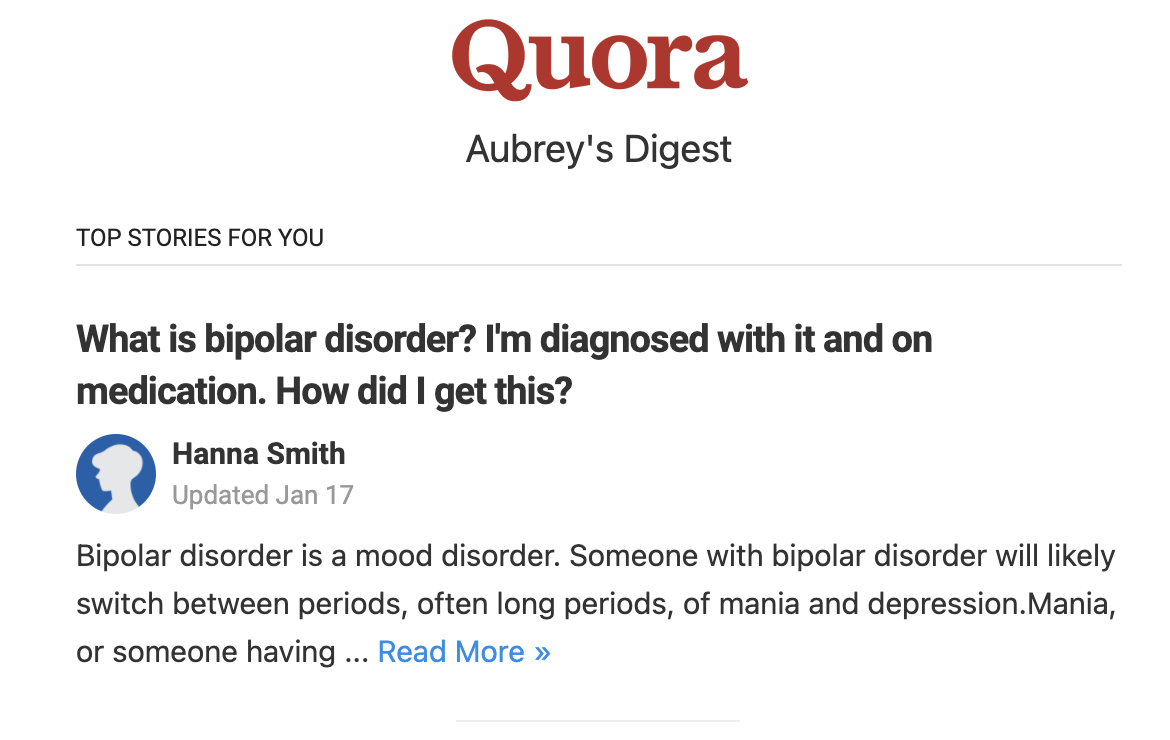 Quora
Aubrey's Digest
TOP STORIES FOR YOU
What is bipolar disorder? I'm diagnosed with it and on
medication. How did I get this?
Hanna Smith
Updated Jan 17
Bipolar disorder is a mood disorder. Someone with bipolar disorder will likely
switch between periods, often long periods, of mania and depression.Mania,
or someone having ... Read More »